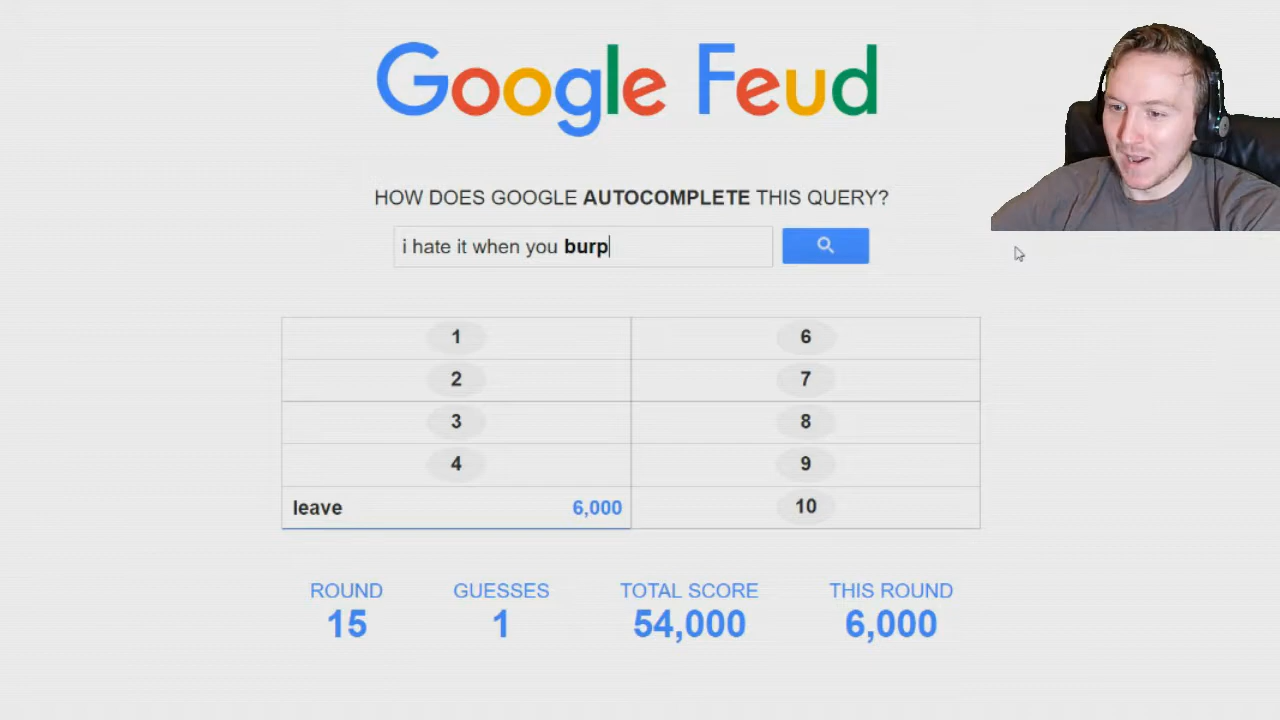 Google Feud
HOW DOES GOOGLE AUTOCOMPLETE THIS QUERY?
i hate it when you burp
1
2
3
4
leave 6,000
6
7
8
9
10
ROUND GUESSES TOTAL SCORE THIS ROUND
15 1 54,000 6,000